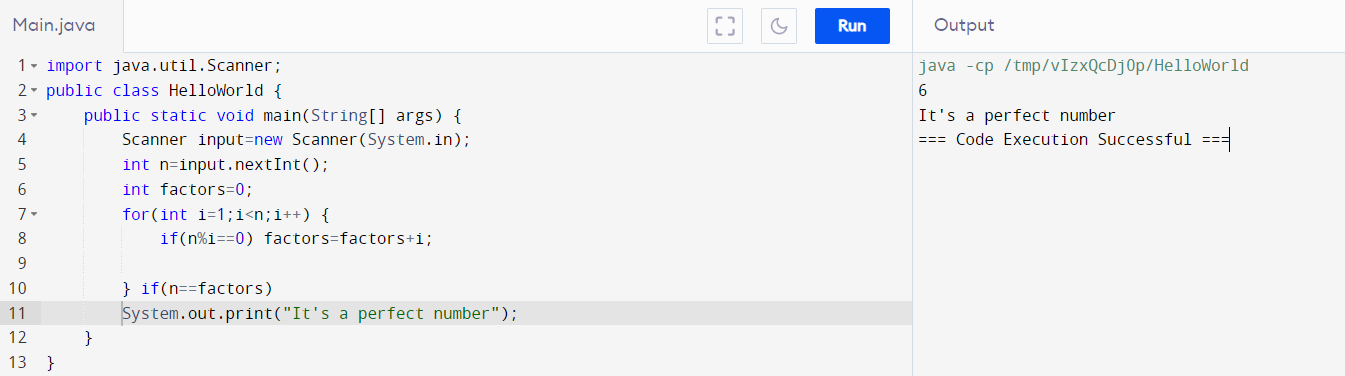 Main.java
Run
Output
1 import java.util.Scanner;
2 public class HelloWorld {
3     public static void main(String[] args) {
4         Scanner input=new Scanner(System.in);
5         int n=input.nextInt();
6         int factors=0;
7         for(int i=1;i<n;i++) {
8             if(n%i==0) factors=factors+i;
9
10         } if(n==factors)
11         System.out.print("It's a perfect number");
12     }
13 }
java -cp /tmp/vIzxQcDjOp/HelloWorld
6
It's a perfect number
=== Code Execution Successful ===